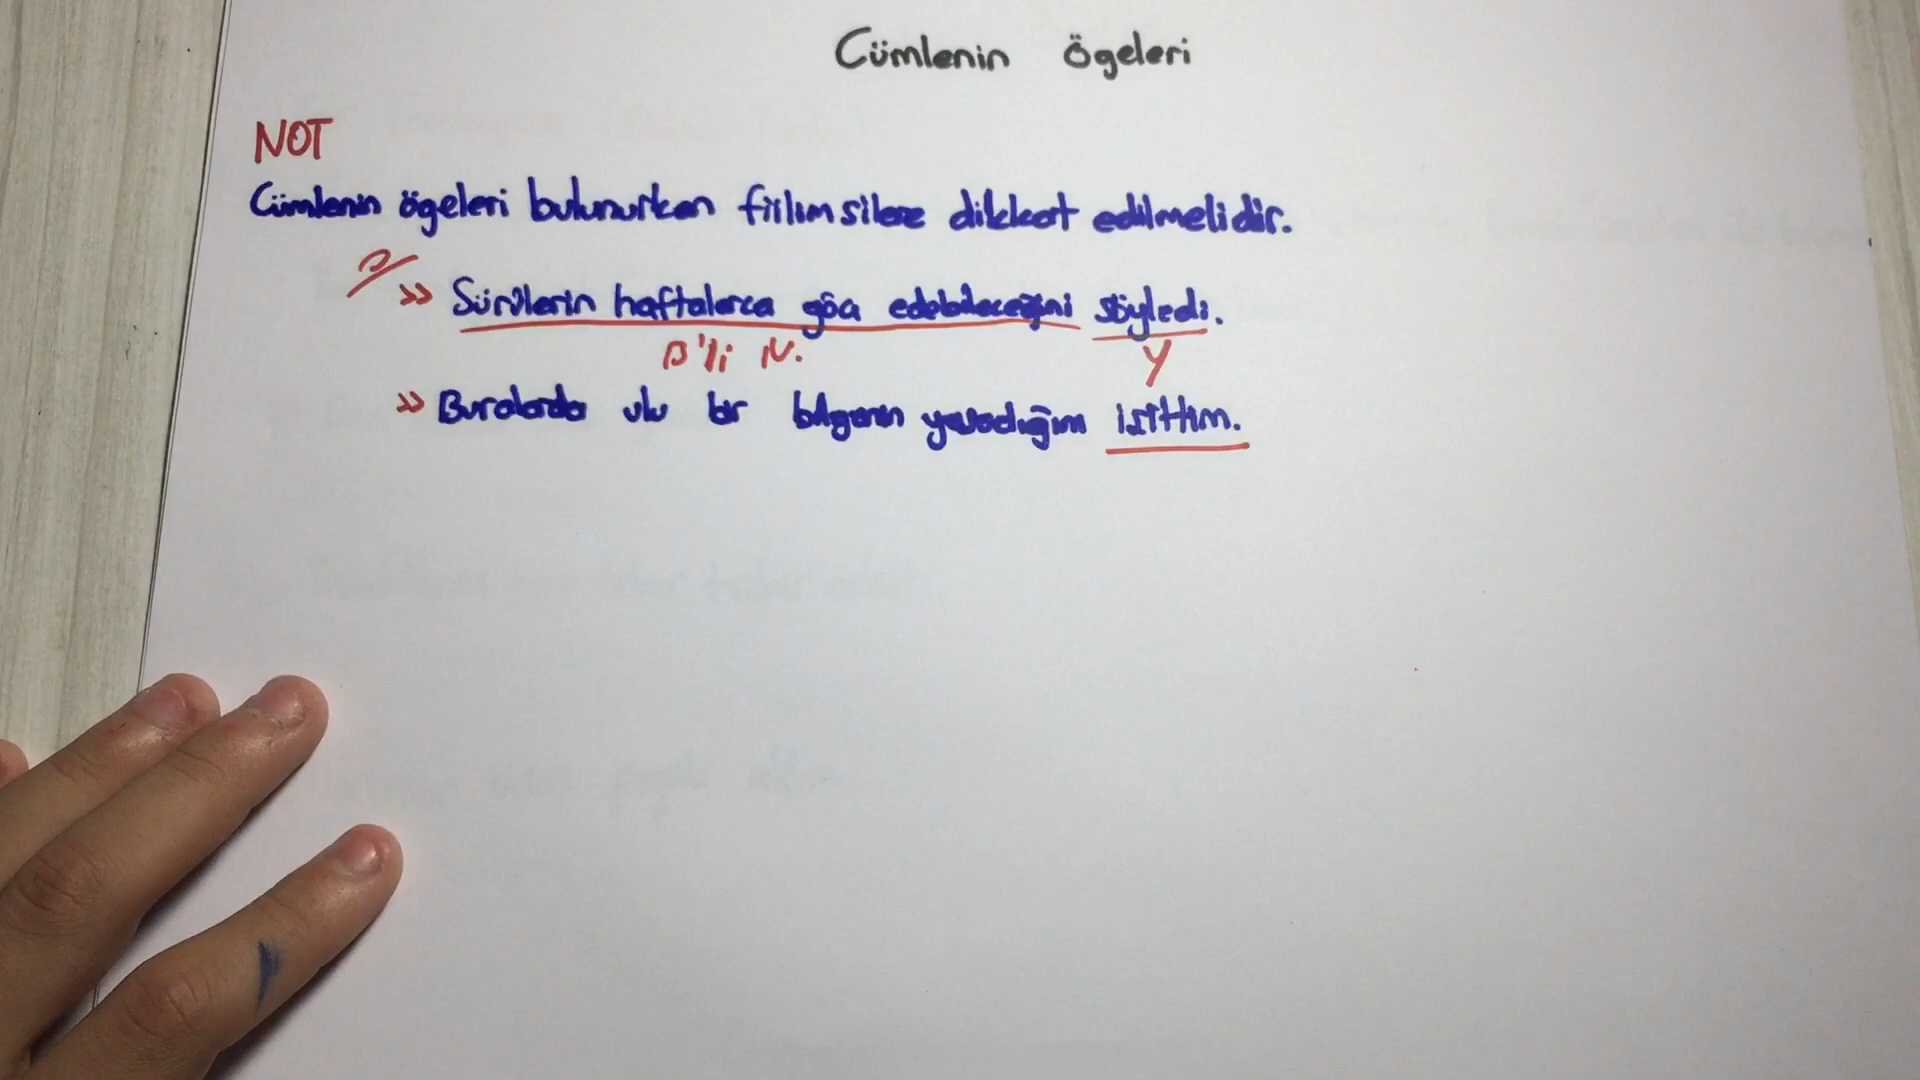 Cümlenin ögeleri
NOT
Cümlenin ögeleri bulunurken fiilimsilere dikkat edilmelidir.
>> Sürülerin haftalarca göç edebileceğini söyledi.
B'li N. Y
>> Buralarda ulu bir bilgenin yaşadığını işittim.